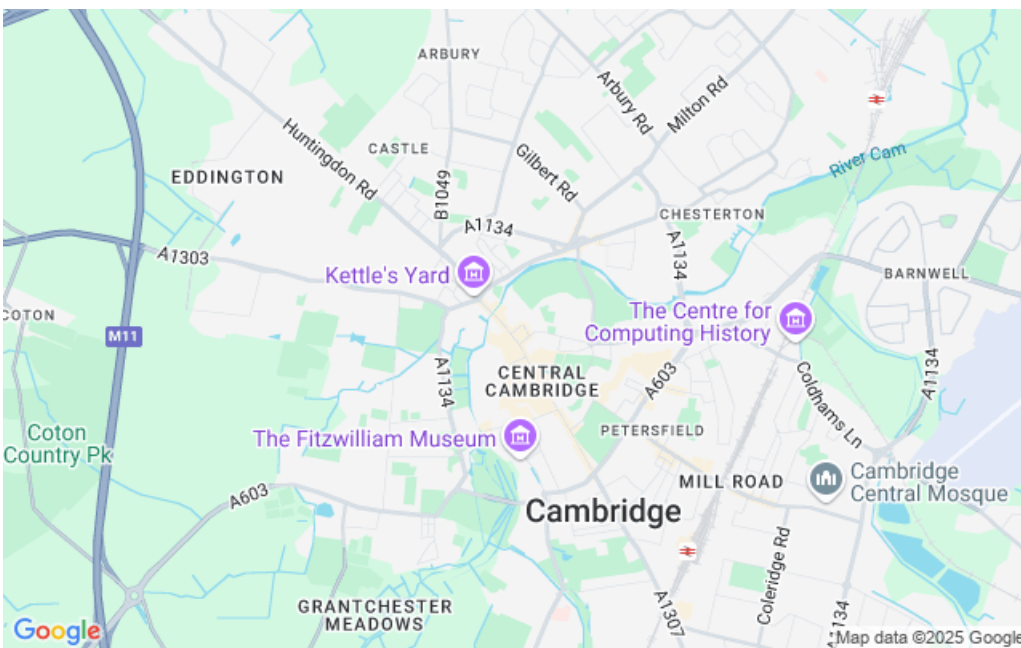 ARBURY
Arbury Rd
Milton Rd
Huntingdon Rd
CASTLE
Gilbert Rd
River Cam
EDDINGTON
B1049
CHESTERTON
A1134
A1134
A1303
Kettle's Yard
BARNWELL
COTON
The Centre for
Computing History
M11
A1134
CENTRAL
CAMBRIDGE
A603
A1134
Coldhams Ln
Coton
Country Pk
The Fitzwilliam Museum
PETERSFIELD
MILL ROAD
Cambridge
Central Mosque
A603
Cambridge
Coleridge Rd
GRANTCHESTER
MEADOWS
A1307
A1134
Google
Map data ©2025 Google